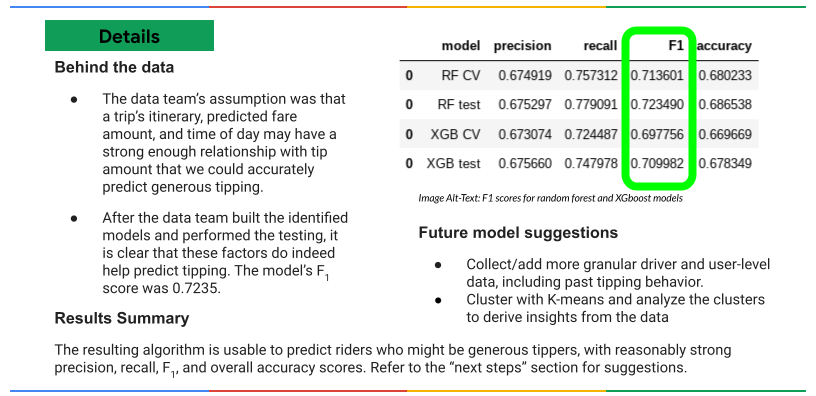 Details
Behind the data
● The data team's assumption was that
a trip's itinerary, predicted fare
amount, and time of day may have a
strong enough relationship with tip
amount that we could accurately
predict generous tipping.
● After the data team built the identified
models and performed the testing, it
is clear that these factors do indeed
help predict tipping. The model's F1
score was 0.7235.
model precision recall F1 accuracy
0 RF CV 0.674919 0.757312 0.713601 0.680233
0 RF test 0.675297 0.779091 0.723490 0.686538
0 XGB CV 0.673074 0.724487 0.697756 0.669669
0 XGB test 0.675660 0.747978 0.709982 0.678349
Image Alt-Text: F1 scores for random forest and XGboost models
Future model suggestions
● Collect/add more granular driver and user-level
data, including past tipping behavior.
● Cluster with K-means and analyze the clusters
to derive insights from the data
Results Summary
The resulting algorithm is usable to predict riders who might be generous tippers, with reasonably strong
precision, recall, F1, and overall accuracy scores. Refer to the “next steps” section for suggestions.